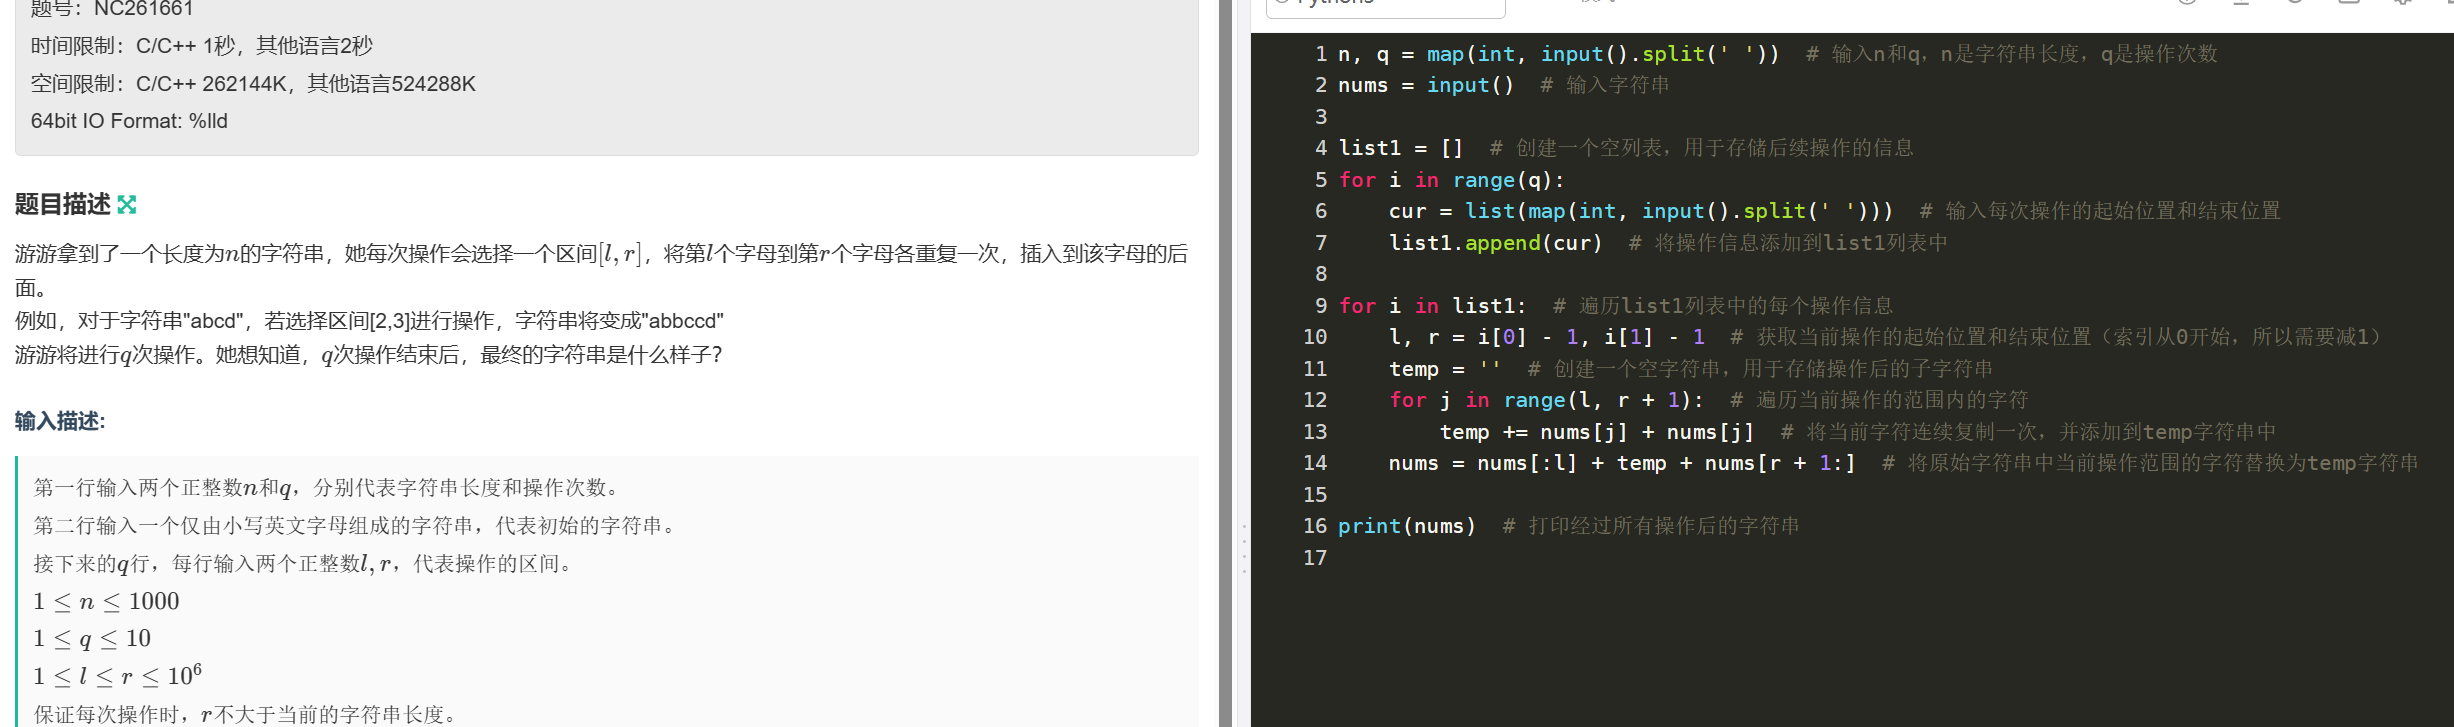 题号：NC261661
时间限制：C/C++ 1秒，其他语言2秒
空间限制：C/C++ 262144K，其他语言524288K
64bit IO Format: %lld
题目描述
游游拿到了一个长度为n的字符串，她每次操作会选择一个区间[l, r]，将第l个字母到第r个字母各重复一次，插入到该字母的后
面。
例如，对于字符串"abcd"，若选择区间[2,3]进行操作，字符串将变成"abbccd"
游游将进行q次操作。她想知道，q次操作结束后，最终的字符串是什么样子？
输入描述:
第一行输入两个正整数n和q，分别代表字符串长度和操作次数。
第二行输入一个仅由小写英文字母组成的字符串，代表初始的字符串。
接下来的q行，每行输入两个正整数l, r，代表操作的区间。
1 ≤ n ≤ 1000
1 ≤ q ≤ 10
1 ≤ l ≤ r ≤ 10⁶
保证每次操作时，r不大于当前的字符串长度。
1 n, q = map(int, input().split(' '))  # 输入n和q，n是字符串长度，q是操作次数
2 nums = input()  # 输入字符串
3
4 list1 = []  # 创建一个空列表，用于存储后续操作的信息
5 for i in range(q):
6     cur = list(map(int, input().split(' ')))  # 输入每次操作的起始位置和结束位置
7     list1.append(cur)  # 将操作信息添加到list1列表中
8
9 for i in list1:  # 遍历list1列表中的每个操作信息
10     l, r = i[0] - 1, i[1] - 1  # 获取当前操作的起始位置和结束位置（索引从0开始，所以需要减1）
11     temp = ''  # 创建一个空字符串，用于存储操作后的子字符串
12     for j in range(l, r + 1):  # 遍历当前操作的范围内的字符
13         temp += nums[j] + nums[j]  # 将当前字符连续复制一次，并添加到temp字符串中
14     nums = nums[:l] + temp + nums[r + 1:]  # 将原始字符串中当前操作范围的字符替换为temp字符串
15
16 print(nums)  # 打印经过所有操作后的字符串
17